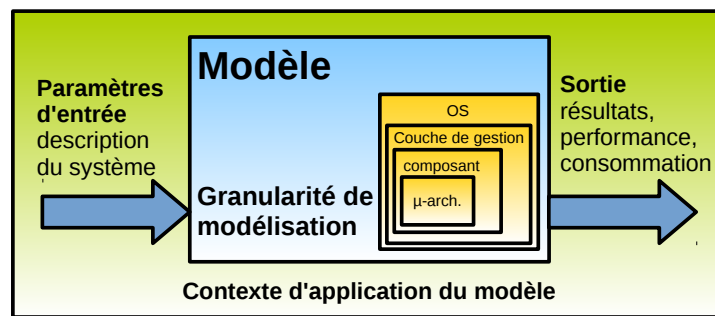 Paramètres
d'entrée
description
du système
Modèle
Granularité de
modélisation
OS
Couche de gestion
composant
µ-arch.
Sortie
résultats,
performance,
consommation
Contexte d'application du modèle